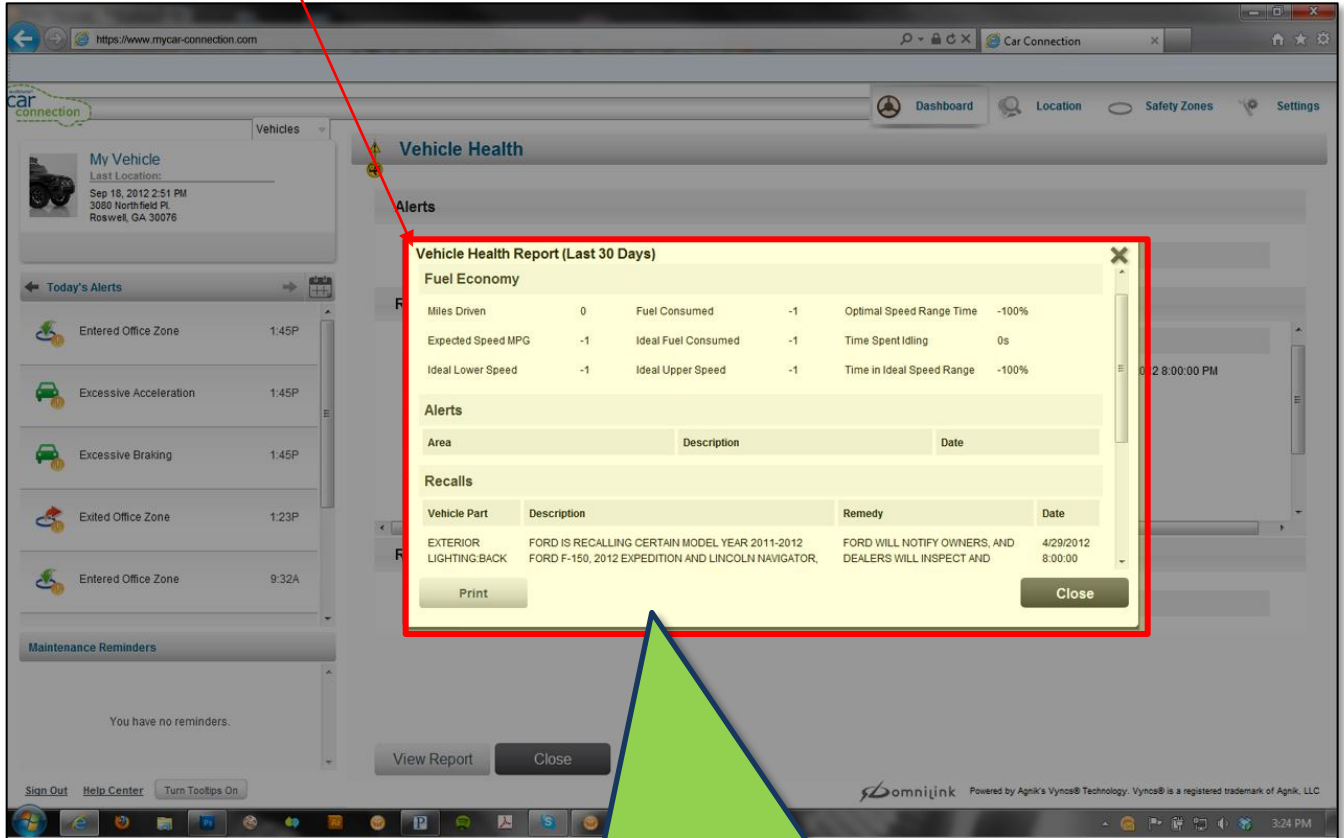 https://www.mycar-connection.com
Car Connection
car
connection
Dashboard
Location
Safety Zones
Settings
Vehicles
My Vehicle
Last Location:
Sep 18, 2012 2:51 PM
3080 Northfield Pl.
Roswell, GA 30076
Today's Alerts
Entered Office Zone 1:45P
Excessive Acceleration 1:45P
Excessive Braking 1:45P
Exited Office Zone 1:23P
Entered Office Zone 9:32A
Maintenance Reminders
You have no reminders.
Vehicle Health
Alerts
R
2 8:00:00 PM
R
Vehicle Health Report (Last 30 Days)
Fuel Economy
Miles Driven 0 Fuel Consumed -1 Optimal Speed Range Time -100%
Expected Speed MPG -1 Ideal Fuel Consumed -1 Time Spent Idling 0s
Ideal Lower Speed -1 Ideal Upper Speed -1 Time in Ideal Speed Range -100%
Alerts
Area Description Date
Recalls
Vehicle Part Description Remedy Date
EXTERIOR FORD IS RECALLING CERTAIN MODEL YEAR 2011-2012 FORD WILL NOTIFY OWNERS, AND 4/29/2012
LIGHTING:BACK FORD F-150, 2012 EXPEDITION AND LINCOLN NAVIGATOR, DEALERS WILL INSPECT AND 8:00:00
Print
Close
View Report
Close
Sign Out Help Center Turn Tooltips On
omnilink Powered by Agnik's Vyncs® Technology. Vyncs® is a registered trademark of Agnik, LLC
3:24 PM